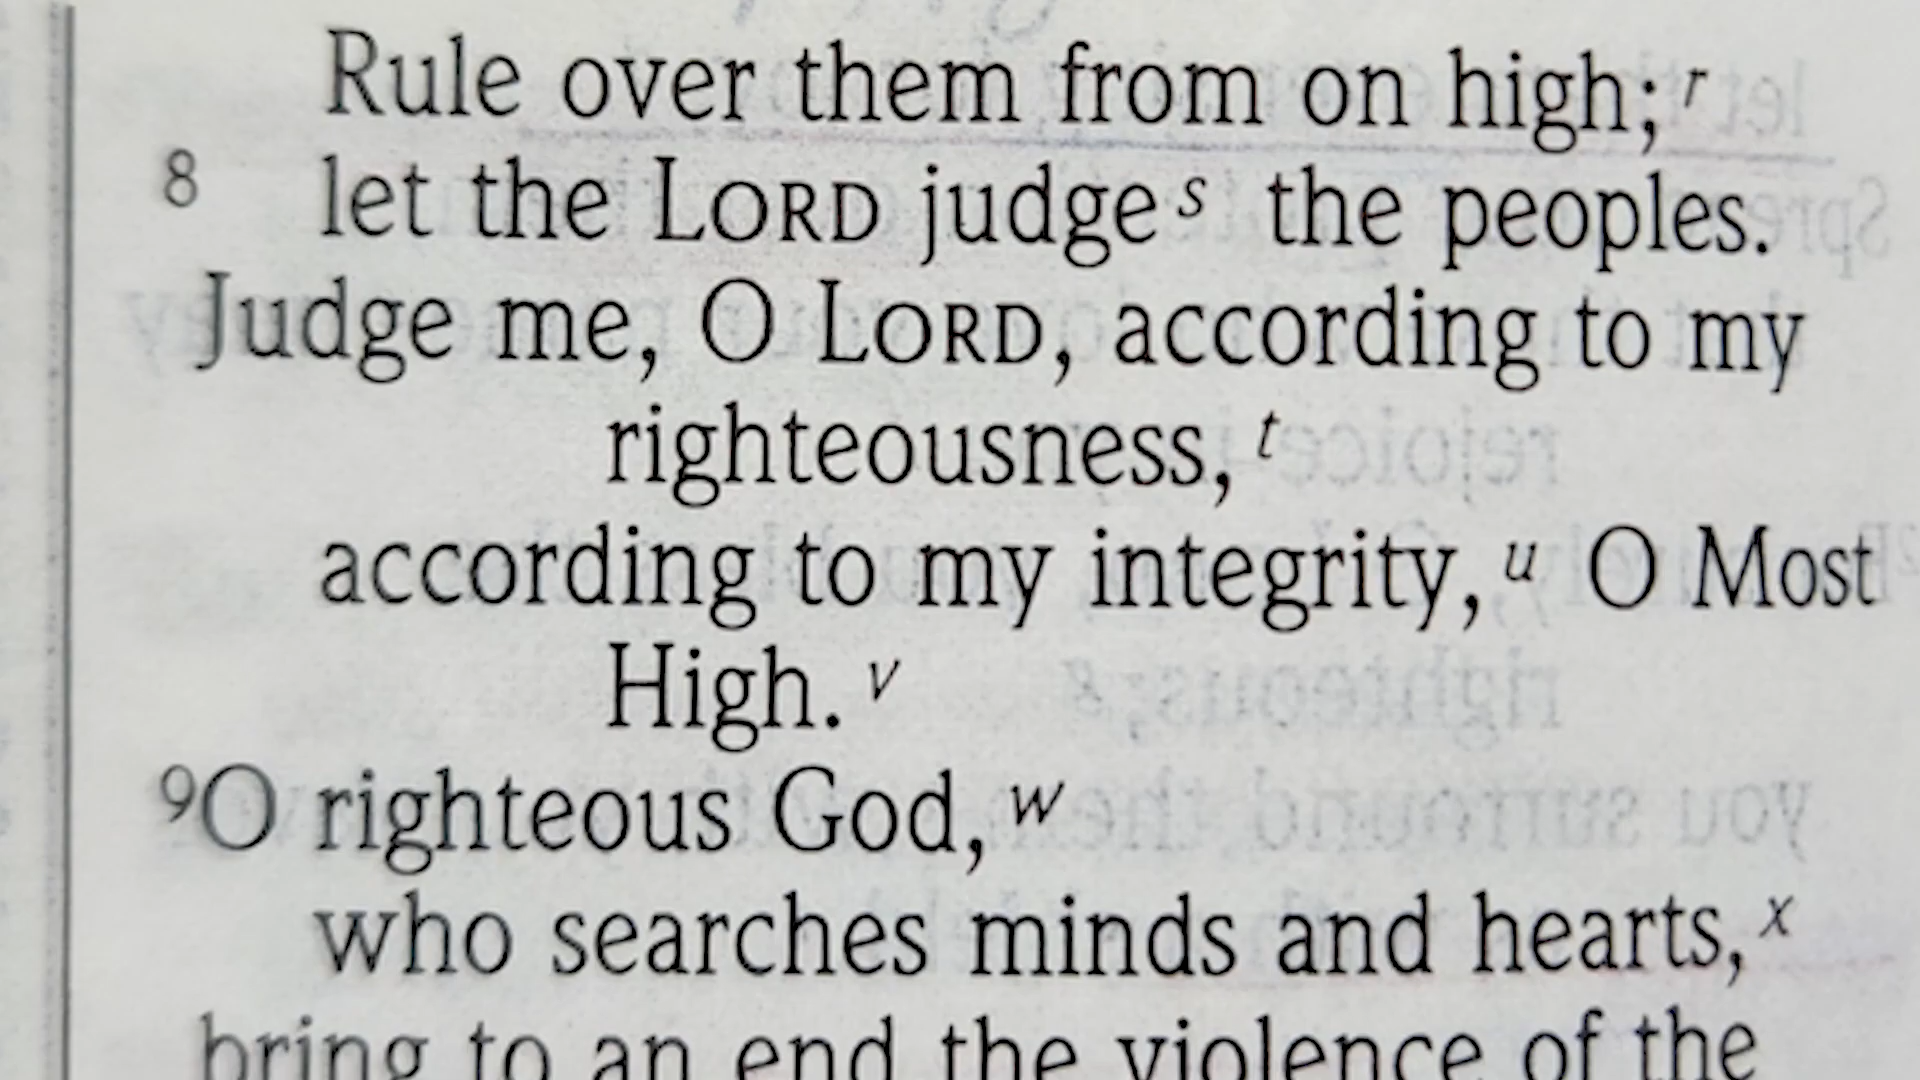 Rule over them from on high; r
8 let the LORD judge s the peoples.
Judge me, O LORD, according to my
righteousness, t
according to my integrity, u O Most
High. v
9O righteous God, w
who searches minds and hearts, x
bring to an end the violence of the